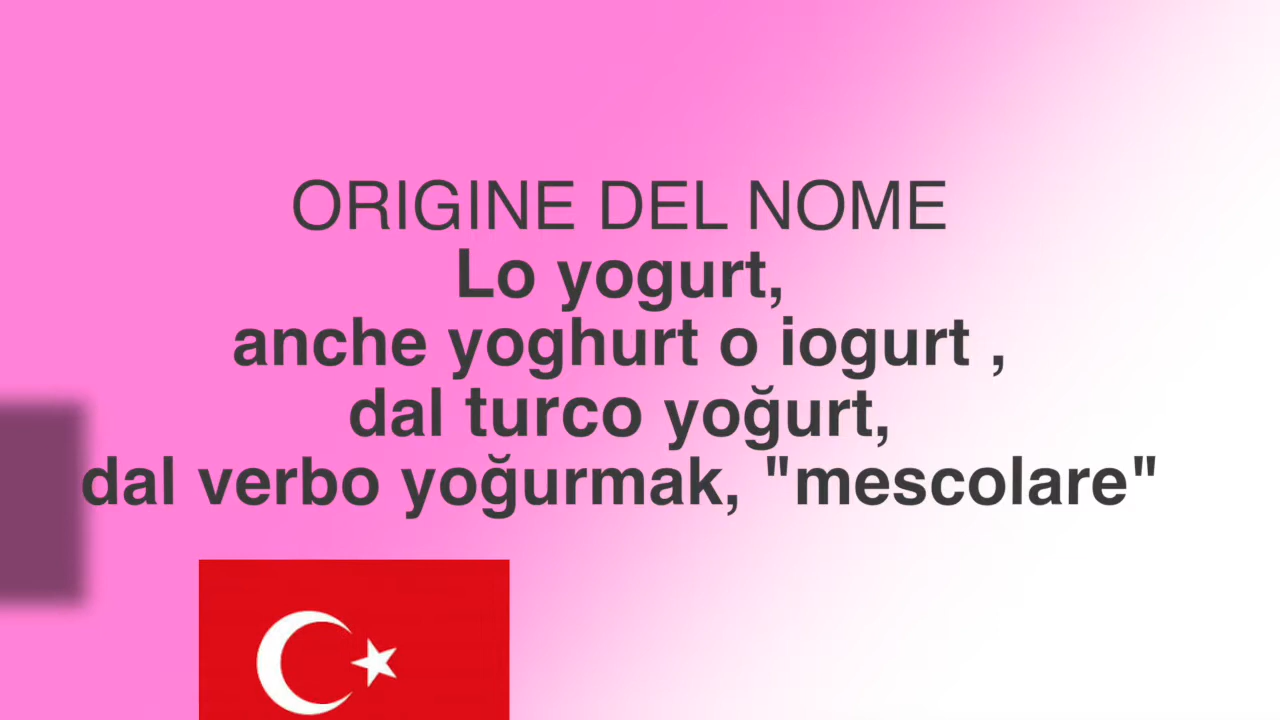 ORIGINE DEL NOME
Lo yogurt,
anche yoghurt o iogurt ,
dal turco yoğurt,
dal verbo yoğurmak, "mescolare"